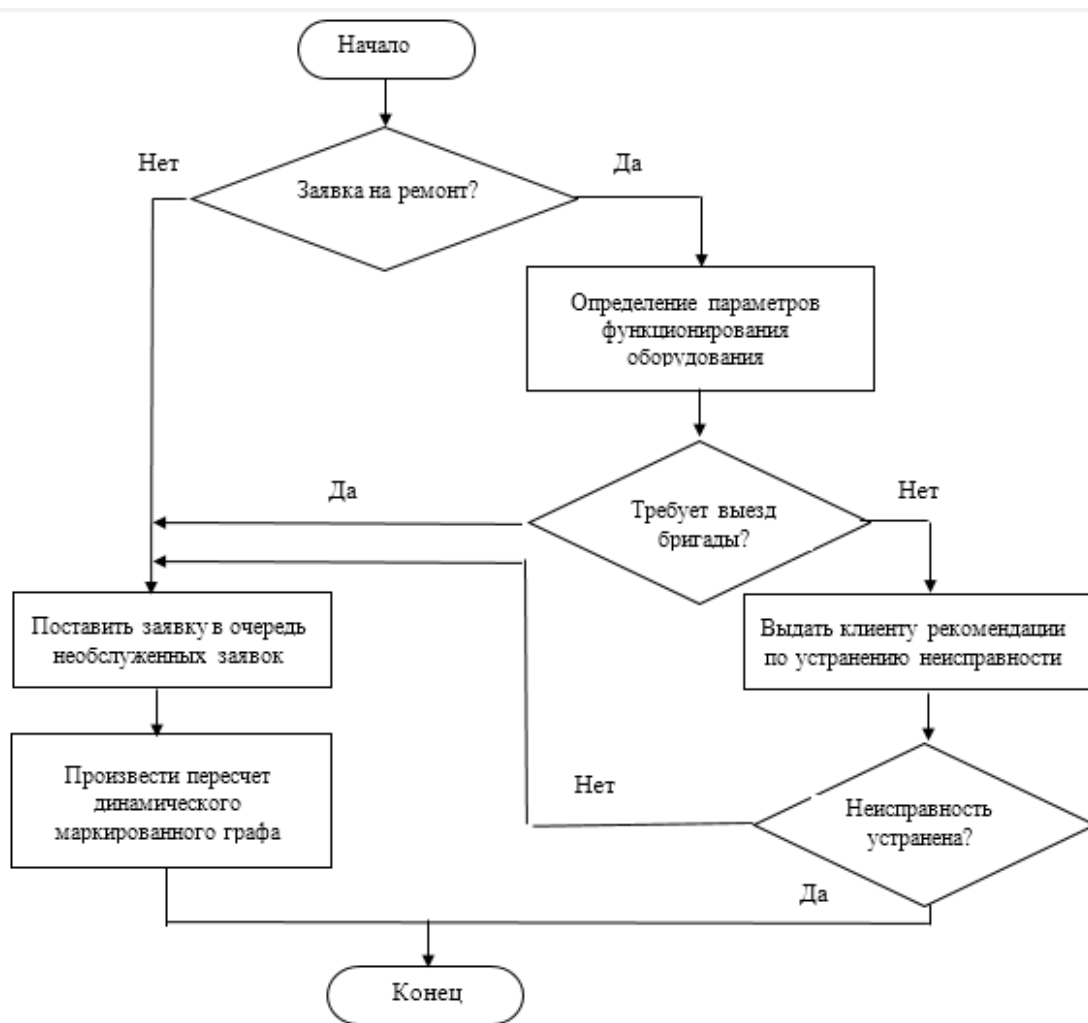 Начало
Нет
Да
Заявка на ремонт?
Определение параметров
функционирования
оборудования
Да
Нет
Требует выезд
бригады?
Поставить заявку в очередь
необслуженных заявок
Выдать клиенту рекомендации
по устранению неисправности
Произвести пересчет
динамического
маркированного графа
Нет
Неисправность
устранена?
Да
Конец